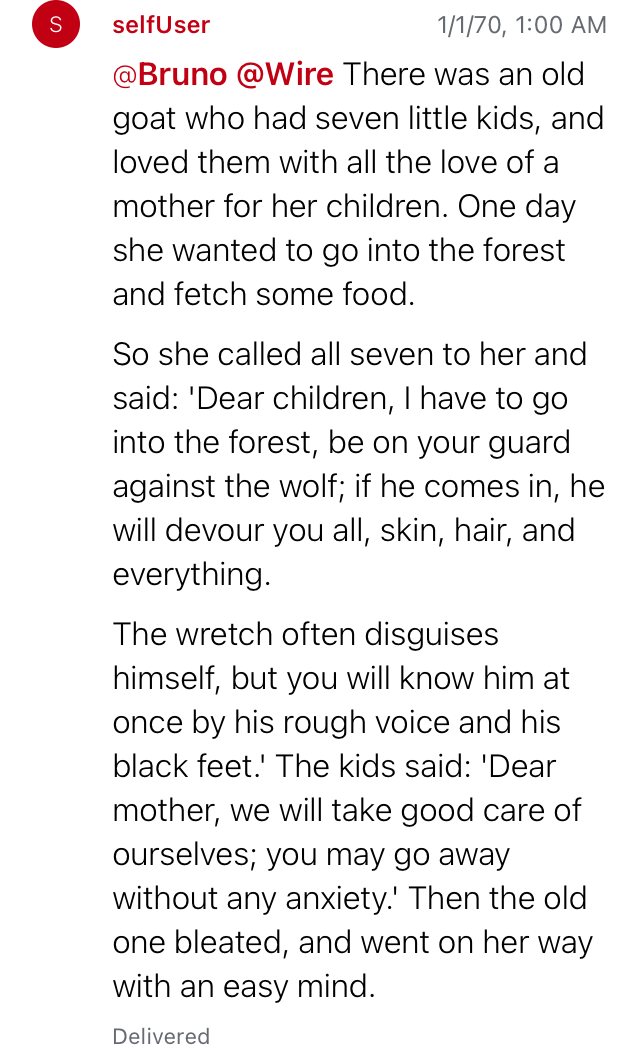 S
selfUser
1/1/70, 1:00 AM
@Bruno @Wire There was an old
goat who had seven little kids, and
loved them with all the love of a
mother for her children. One day
she wanted to go into the forest
and fetch some food.
So she called all seven to her and
said: 'Dear children, I have to go
into the forest, be on your guard
against the wolf; if he comes in, he
will devour you all, skin, hair, and
everything.
The wretch often disguises
himself, but you will know him at
once by his rough voice and his
black feet.' The kids said: 'Dear
mother, we will take good care of
ourselves; you may go away
without any anxiety.' Then the old
one bleated, and went on her way
with an easy mind.
Delivered